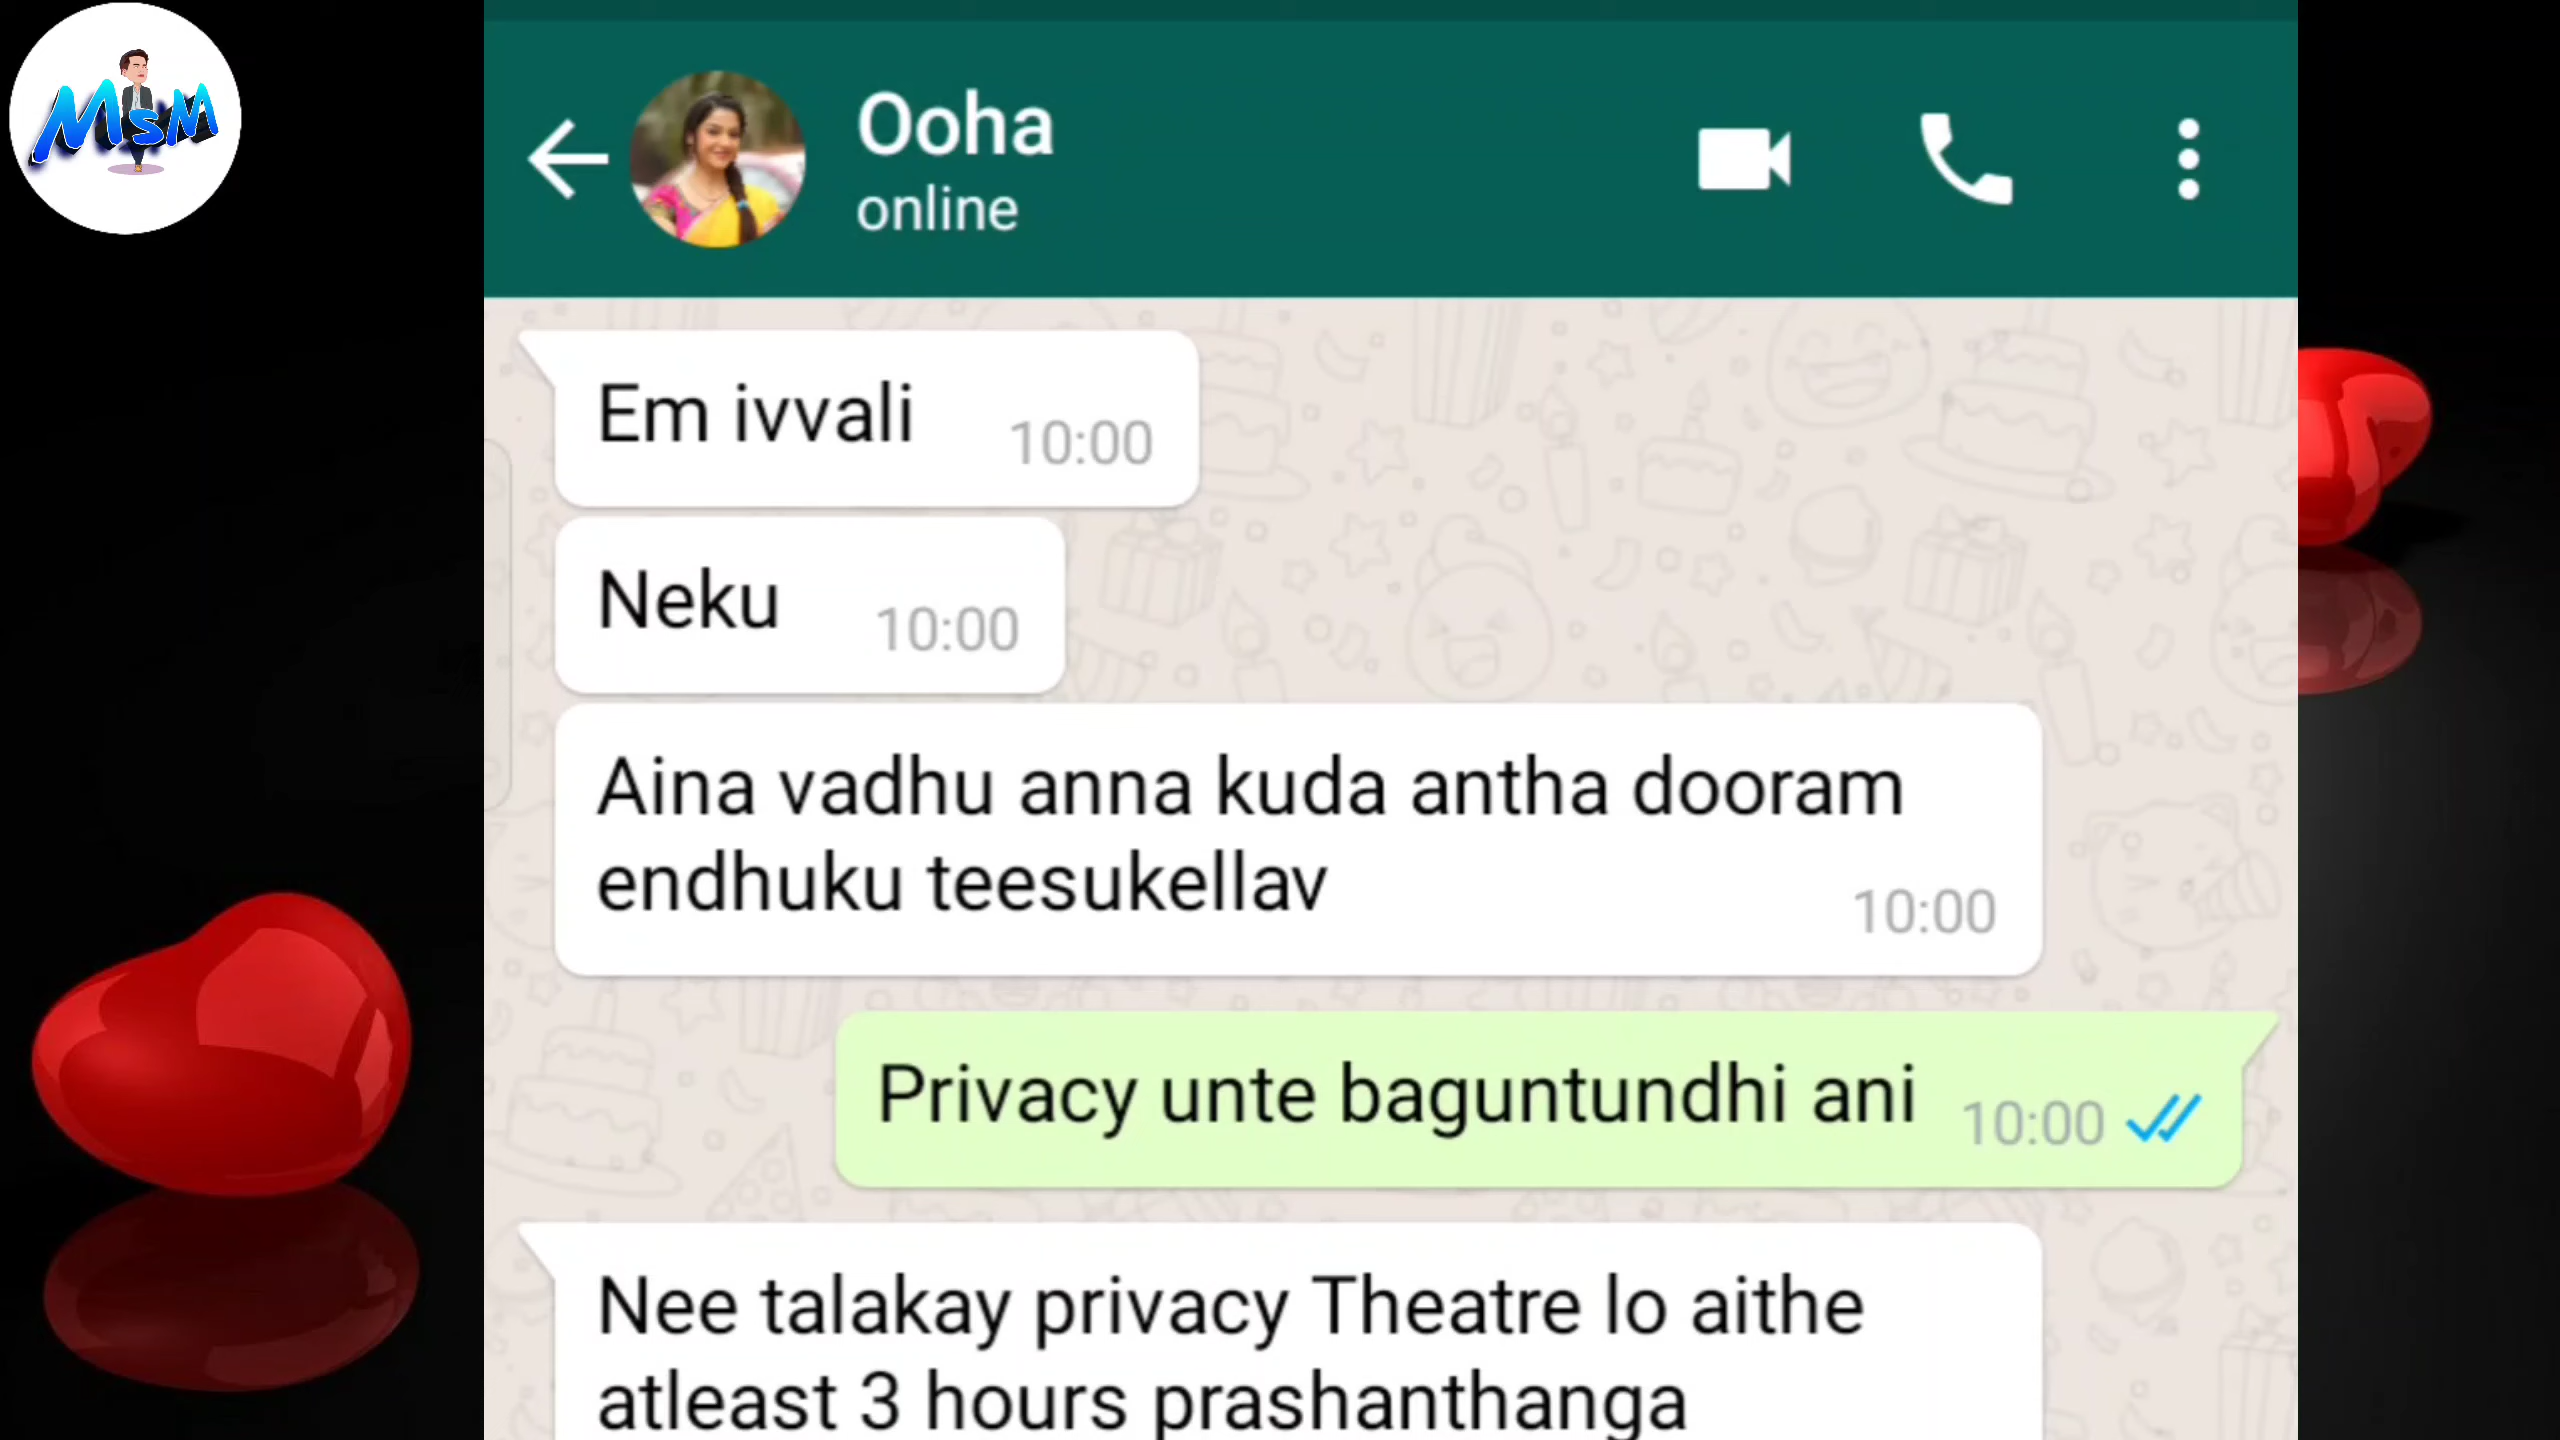 MSM
Ooha
online
Em ivvali
10:00
Neku
10:00
Aina vadhu anna kuda antha dooram
endhuku teesukellav
10:00
Privacy unte baguntundhi ani
10:00
Nee talakay privacy Theatre lo aithe
atleast 3 hours prashanthanga